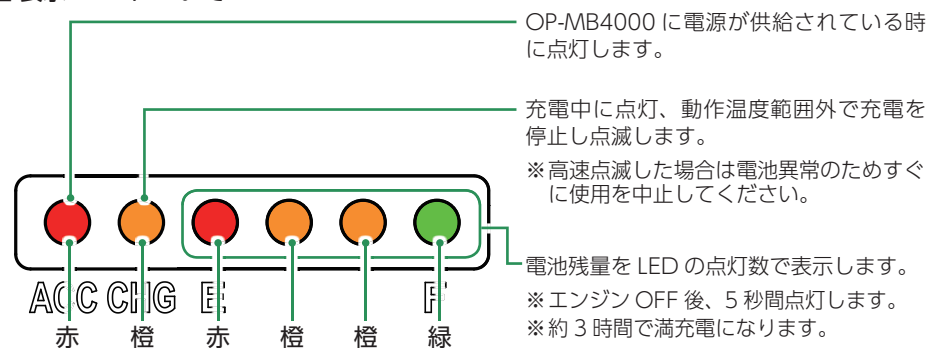 OP-MB4000 に電源が供給されている時
に点灯します。
充電中に点灯、動作温度範囲外で充電を
停止し点滅します。
※高速点滅した場合は電池異常のためすぐ
に使用を中止してください。
電池残量を LED の点灯数で表示します。
※エンジン OFF 後、5 秒間点灯します。
※約 3 時間で満充電になります。
ACC CHG E F
赤 橙 赤 橙 橙 緑